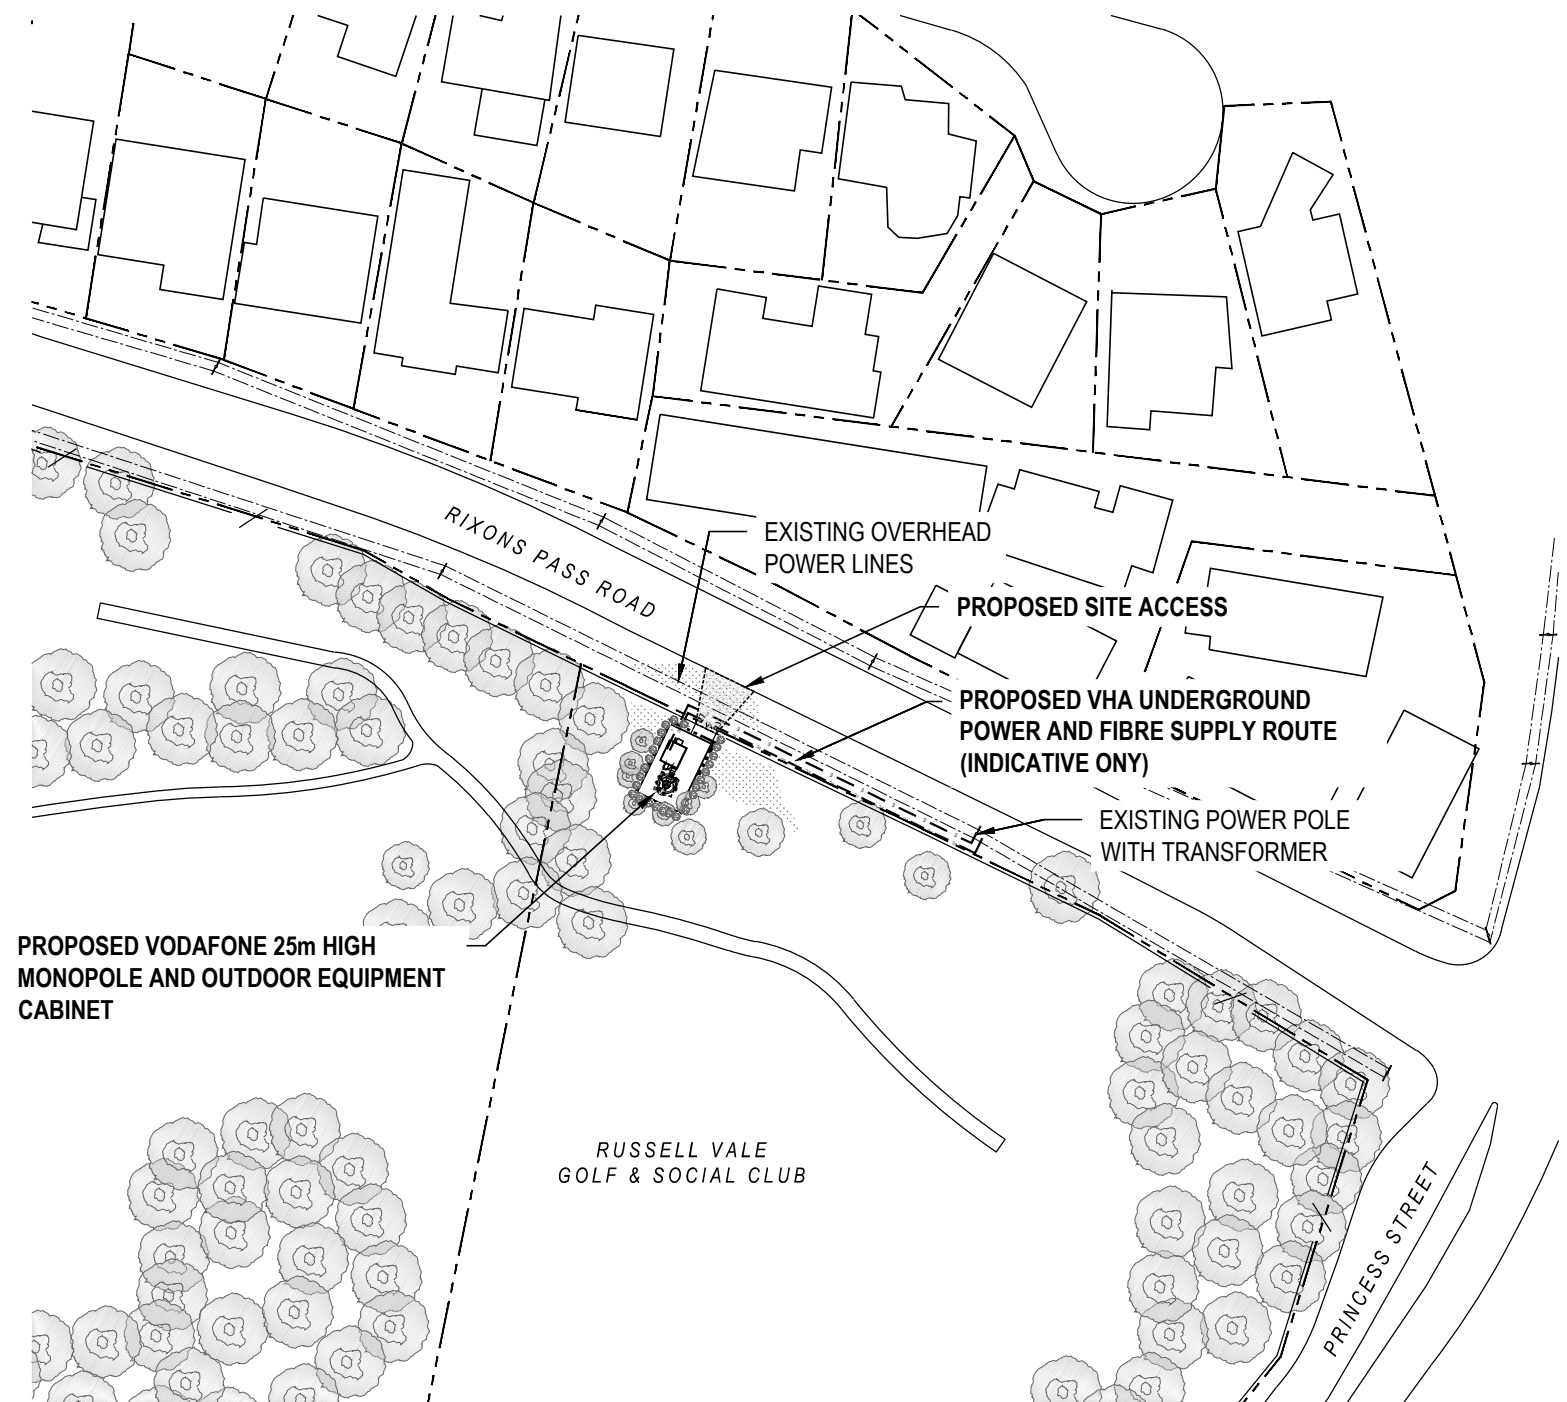 RIXONS PASS ROAD
EXISTING OVERHEAD
POWER LINES
PROPOSED SITE ACCESS
PROPOSED VHA UNDERGROUND
POWER AND FIBRE SUPPLY ROUTE
(INDICATIVE ONY)
EXISTING POWER POLE
WITH TRANSFORMER
PROPOSED VODAFONE 25m HIGH
MONOPOLE AND OUTDOOR EQUIPMENT
CABINET
RUSSELL VALE
GOLF & SOCIAL CLUB
PRINCESS STREET